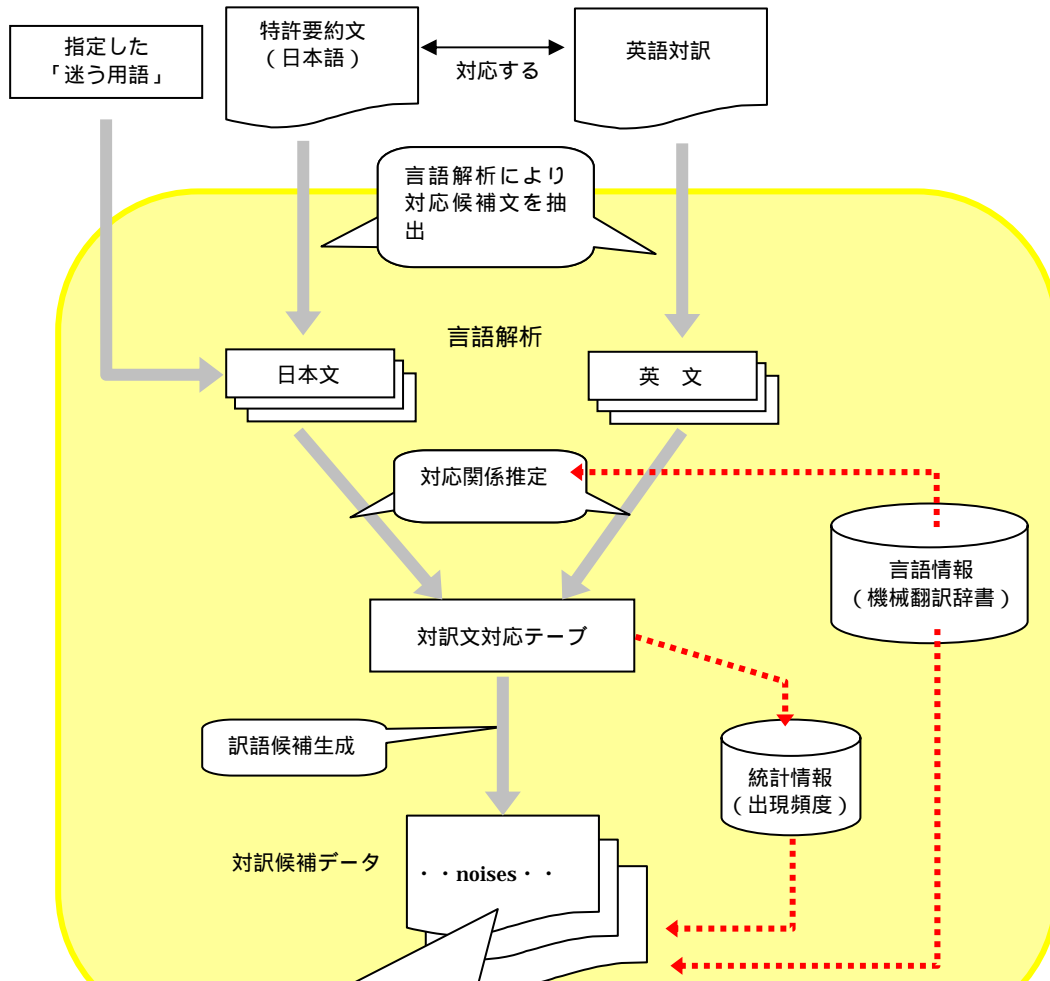 指定した
「迷う用語」
特許要約文
(日本語)
対応する
英語対訳
言語解析により
対応候補文を抽
出
言語解析
日本文
英　文
対応関係推定
言語情報
(機械翻訳辞書)
対訳文対応テーブ
訳語候補生成
統計情報
(出現頻度)
対訳候補データ
・・noises・・